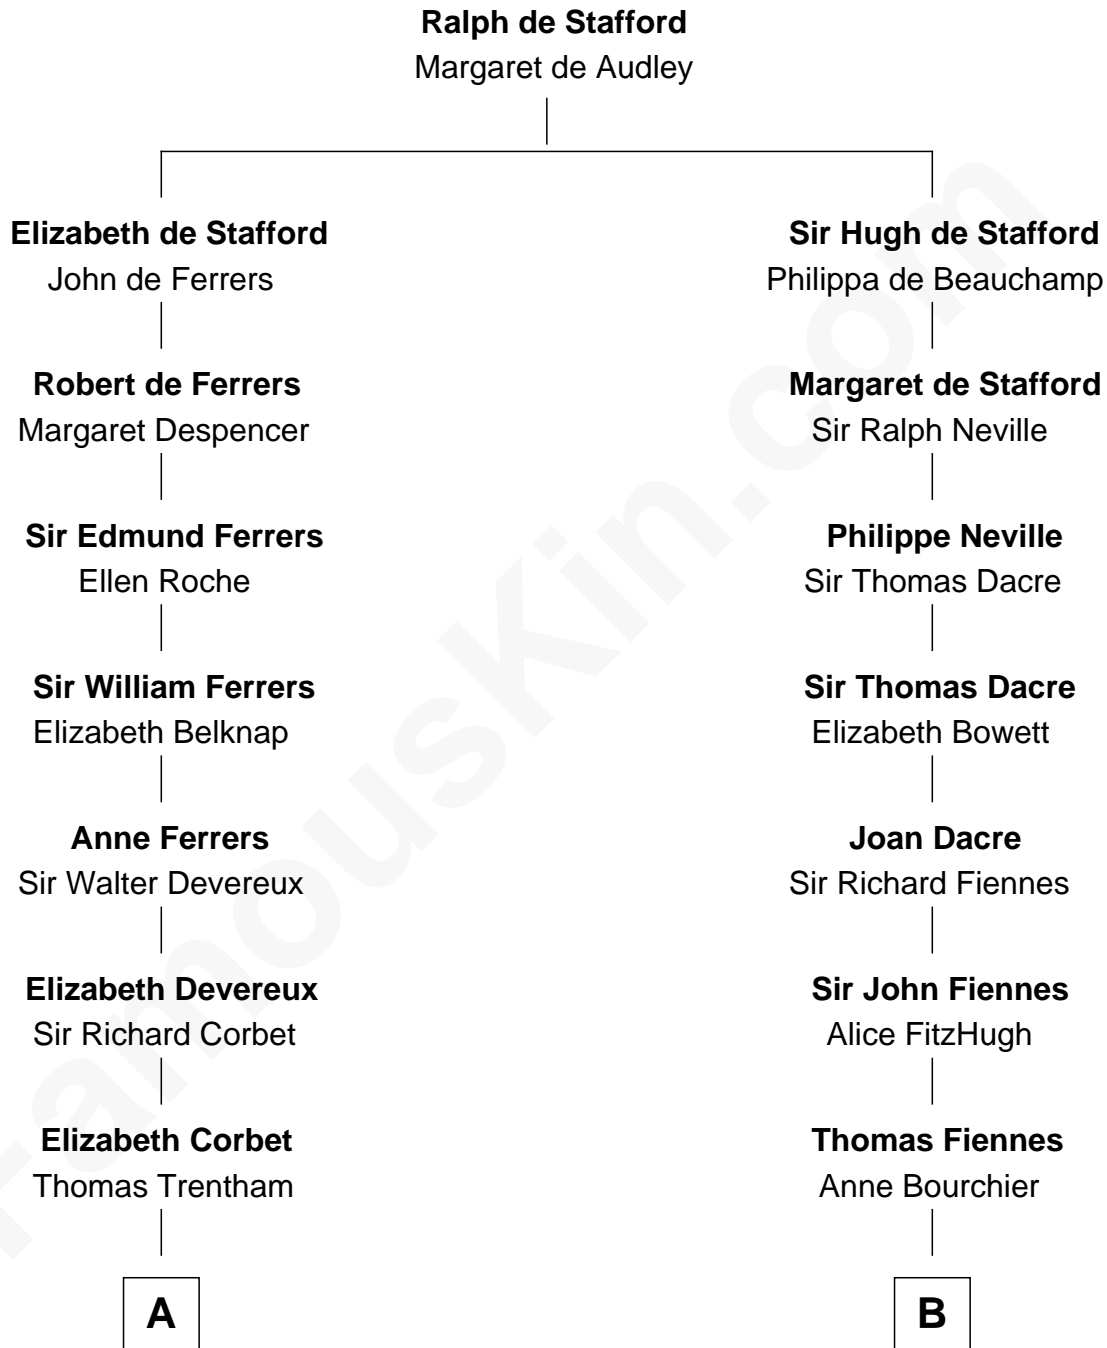 Ralph de Stafford
Margaret de Audley
Elizabeth de Stafford
John de Ferrers
Robert de Ferrers
Margaret Despencer
Sir Edmund Ferrers
Ellen Roche
Sir William Ferrers
Elizabeth Belknap
Anne Ferrers
Sir Walter Devereux
Elizabeth Devereux
Sir Richard Corbet
Elizabeth Corbet
Thomas Trentham
A
Sir Hugh de Stafford
Philippa de Beauchamp
Margaret de Stafford
Sir Ralph Neville
Philippe Neville
Sir Thomas Dacre
Sir Thomas Dacre
Elizabeth Bowett
Joan Dacre
Sir Richard Fiennes
Sir John Fiennes
Alice FitzHugh
Thomas Fiennes
Anne Bourchier
B
FamousKin.com